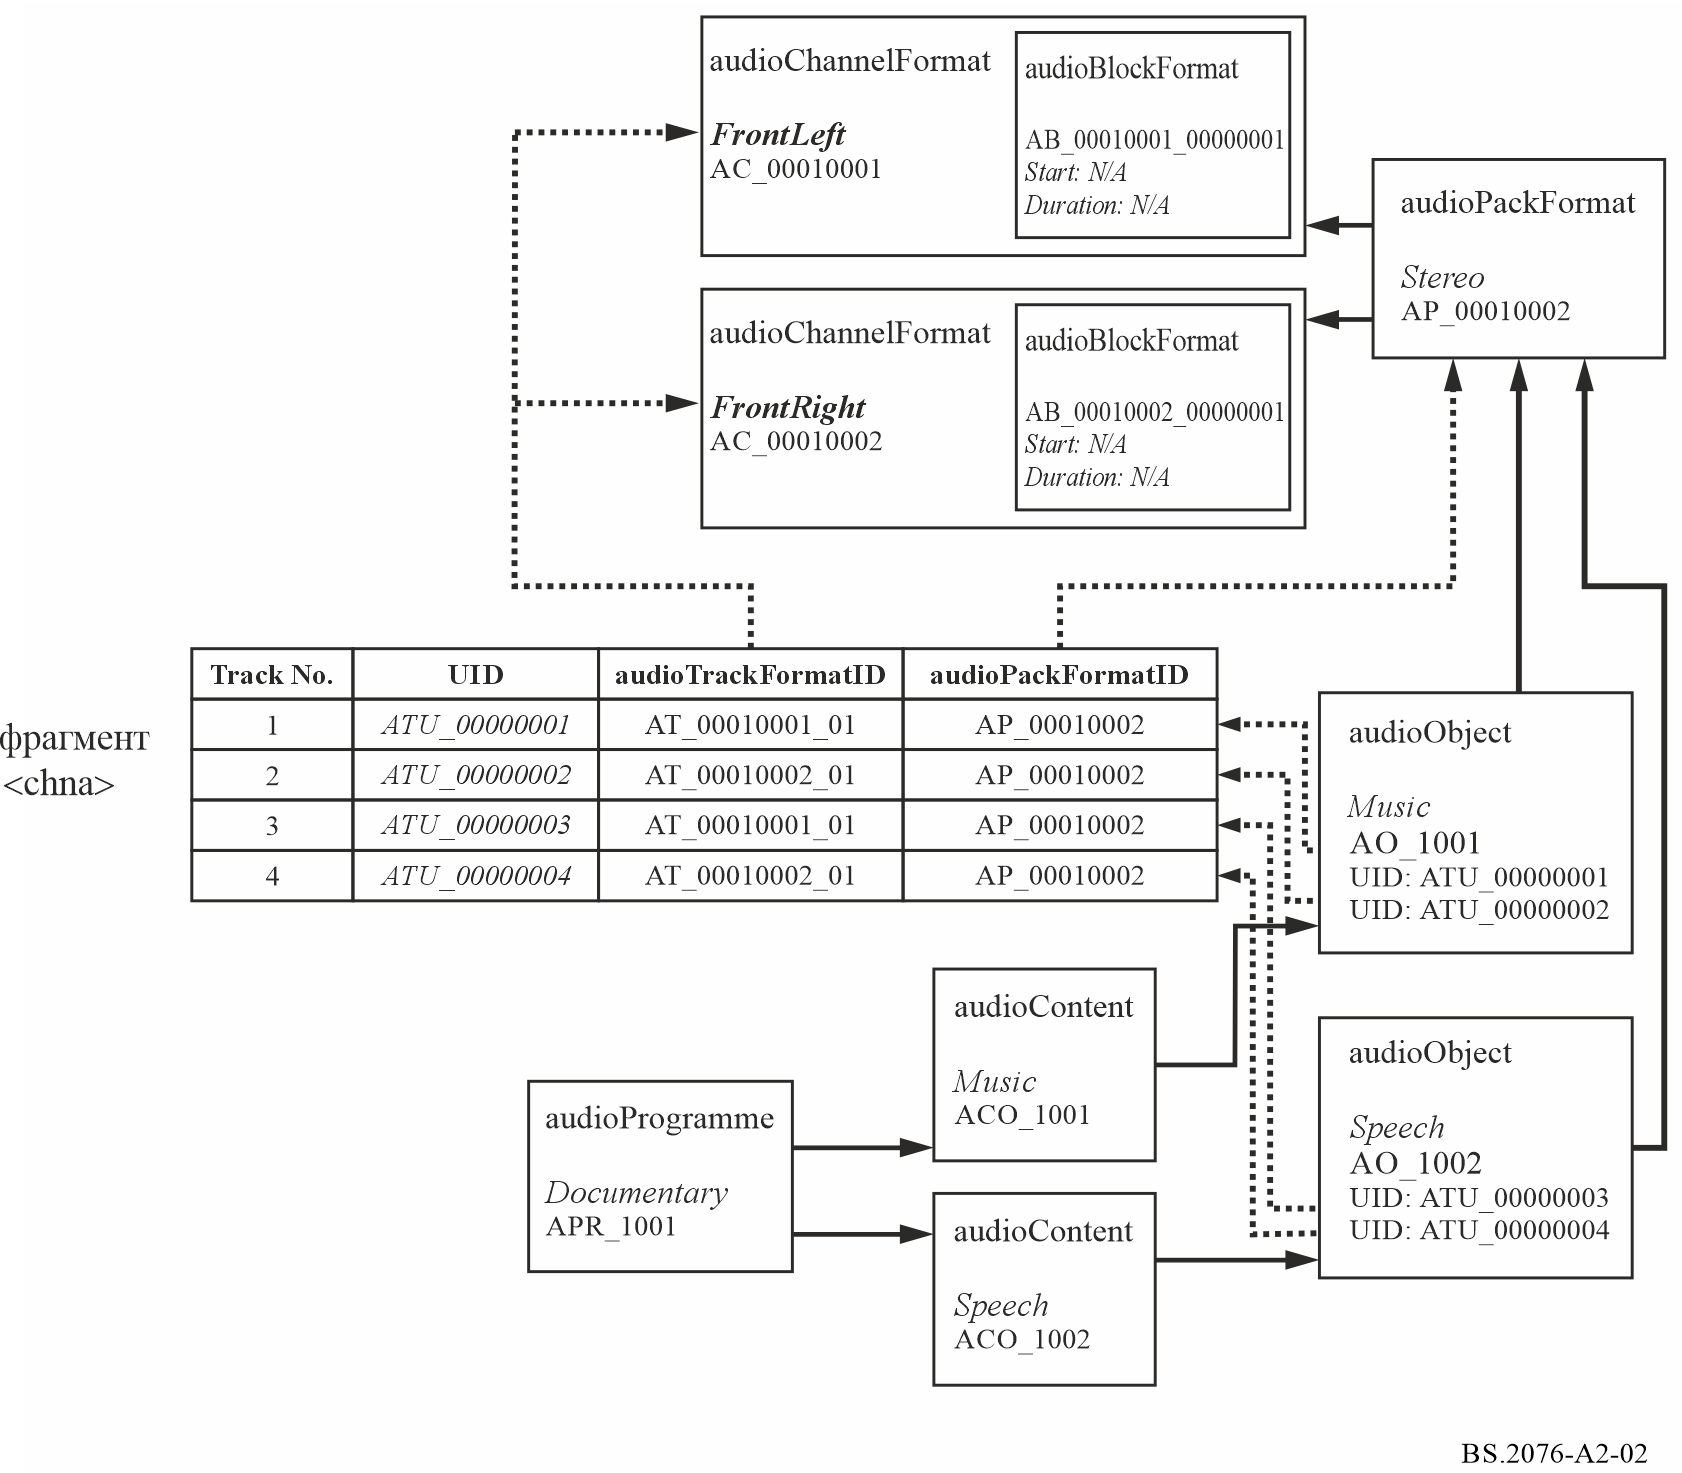 audioChannelFormat
FrontLeft
AC_00010001
audioBlockFormat
AB_00010001_00000001
Start: N/A
Duration: N/A
audioPackFormat
Stereo
AP_00010002
audioChannelFormat
FrontRight
AC_00010002
audioBlockFormat
AB_00010002_00000001
Start: N/A
Duration: N/A
фрагмент
<chna>
Track No. UID audioTrackFormatID audioPackFormatID
1 ATU_00000001 AT_00010001_01 AP_00010002
2 ATU_00000002 AT_00010002_01 AP_00010002
3 ATU_00000003 AT_00010001_01 AP_00010002
4 ATU_00000004 AT_00010002_01 AP_00010002
audioObject
Music
AO_1001
UID: ATU_00000001
UID: ATU_00000002
audioContent
Music
ACO_1001
audioObject
Speech
AO_1002
UID: ATU_00000003
UID: ATU_00000004
audioProgramme
Documentary
APR_1001
audioContent
Speech
ACO_1002
BS.2076-A2-02